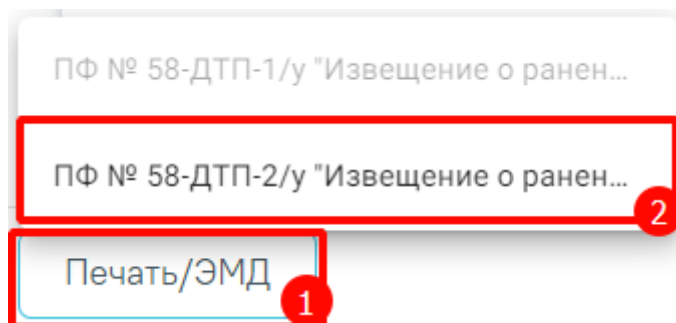 ПФ № 58-ДТП-1/у "Извещение о ранен...
ПФ № 58-ДТП-2/у "Извещение о ранен...
2
Печать/ЭМД
1